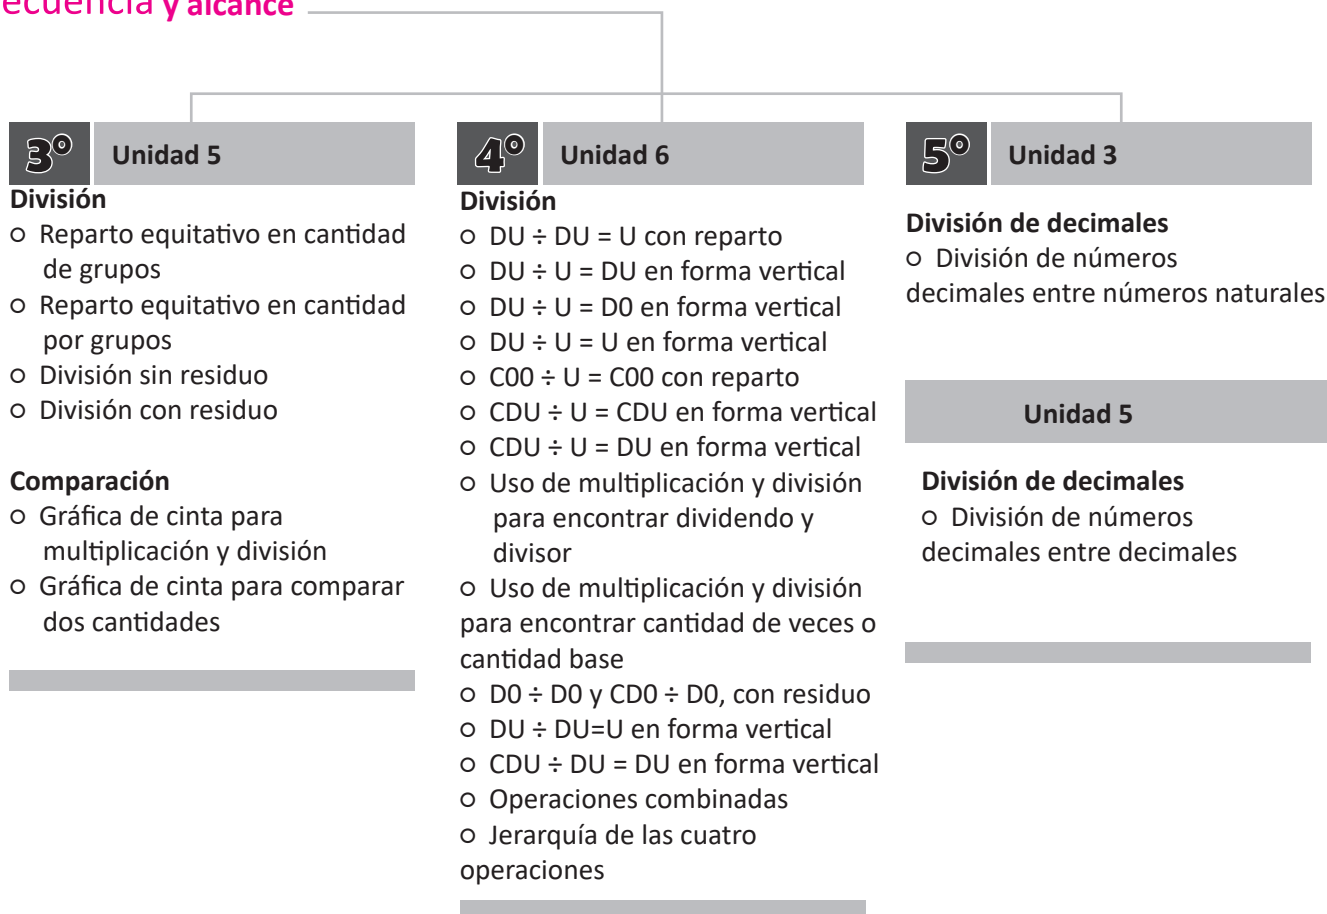 ecuencia y alcance
3° Unidad 5
División
o Reparto equitativo en cantidad
de grupos
o Reparto equitativo en cantidad
por grupos
o División sin residuo
o División con residuo
Comparación
o Gráfica de cinta para
multiplicación y división
o Gráfica de cinta para comparar
dos cantidades
4° Unidad 6
División
o DU ÷ DU = U con reparto
o DU ÷ U = DU en forma vertical
o DU ÷ U = D0 en forma vertical
o DU ÷ U = U en forma vertical
o C00 ÷ U = C00 con reparto
o CDU ÷ U = CDU en forma vertical
o CDU ÷ U = DU en forma vertical
o Uso de multiplicación y división
para encontrar dividendo y
divisor
o Uso de multiplicación y división
para encontrar cantidad de veces o
cantidad base
o D0 ÷ D0 y CD0 ÷ D0, con residuo
o DU ÷ DU=U en forma vertical
o CDU ÷ DU = DU en forma vertical
o Operaciones combinadas
o Jerarquía de las cuatro
operaciones
5° Unidad 3
División de decimales
o División de números
decimales entre números naturales
Unidad 5
División de decimales
o División de números
decimales entre decimales